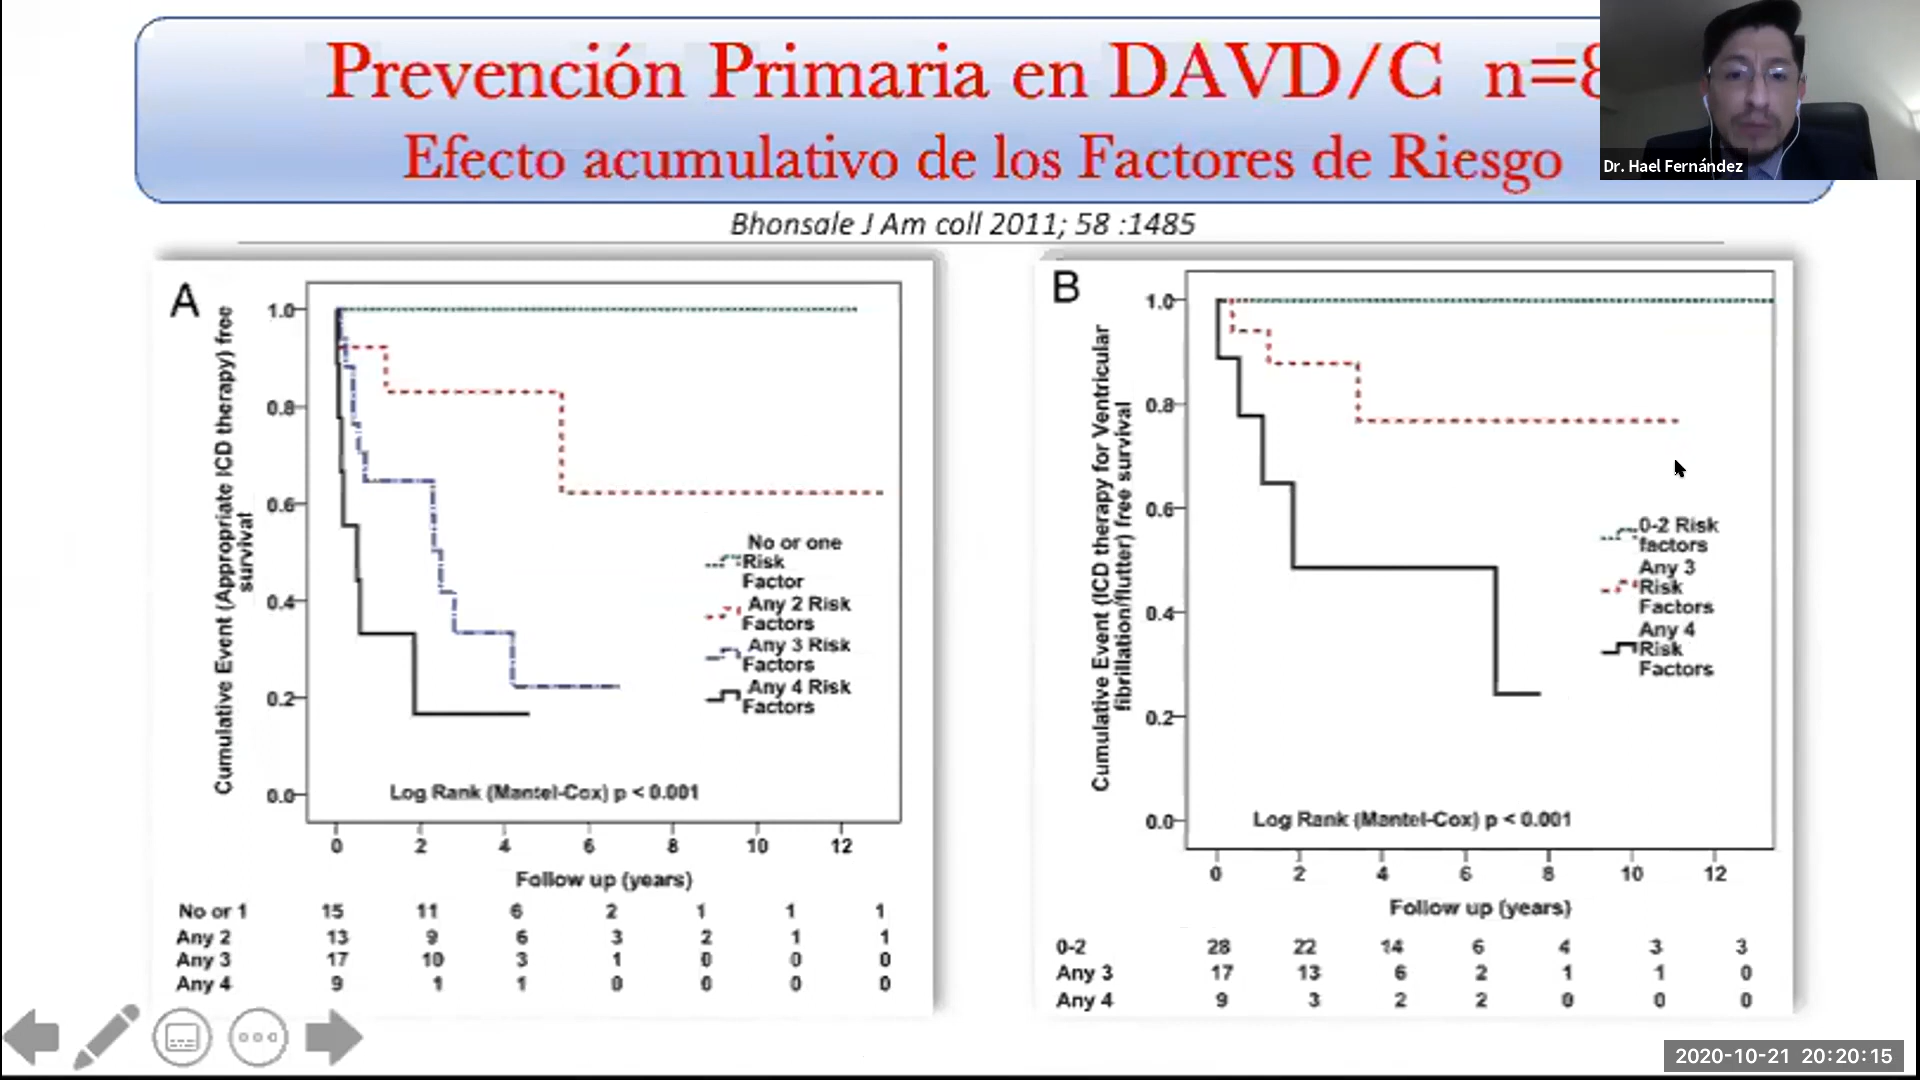 Prevención Primaria en DAVD/C n=8
Efecto acumulativo de los Factores de Riesgo
Dr. Hael Fernández
Bhonsale J Am coll 2011; 58 :1485
A
Cumulative Event (Appropriate ICD therapy) free
survival
1.0
0.8
0.6
0.4
0.2
0.0
No or one
Risk
Factor
Any 2 Risk
Factors
Any 3 Risk
Factors
Any 4 Risk
Factors
Log Rank (Mantel-Cox) p < 0.001
0 2 4 6 8 10 12
Follow up (years)
No or 1 15 11 6 2 1 1 1
Any 2 13 9 6 3 2 1 1
Any 3 17 10 3 1 0 0 0
Any 4 9 1 1 0 0 0 0
B
Cumulative Event (ICD therapy for Ventricular
fibrillation/flutter) free survival
1.0
0.8
0.6
0.4
0.2
0.0
0-2 Risk
factors
Any 3
Risk
Factors
Any 4
Risk
Factors
Log Rank (Mantel-Cox) p < 0.001
0 2 4 6 8 10 12
Follow up (years)
0-2 28 22 14 6 4 3 3
Any 3 17 13 6 2 1 1 0
Any 4 9 3 2 2 0 0 0
2020-10-21 20:20:15